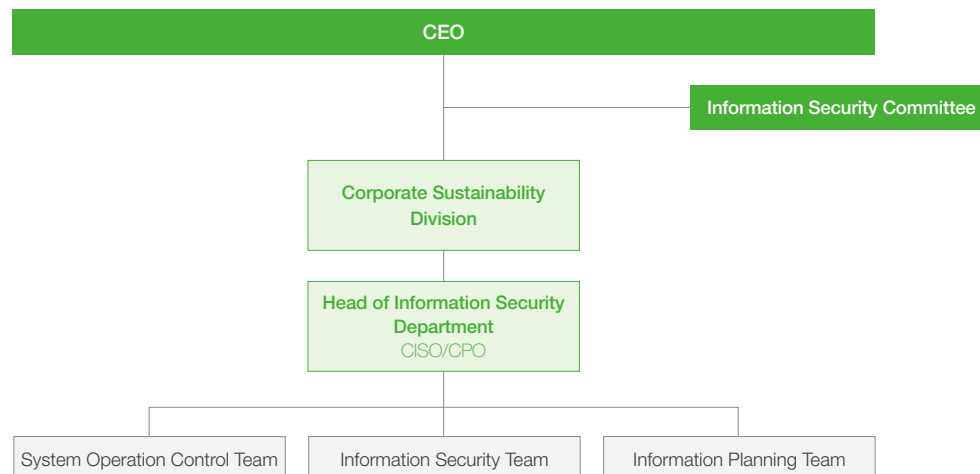 CEO
Information Security Committee
Corporate Sustainability
Division
Head of Information Security
Department
CISO/CPO
System Operation Control Team
Information Security Team
Information Planning Team